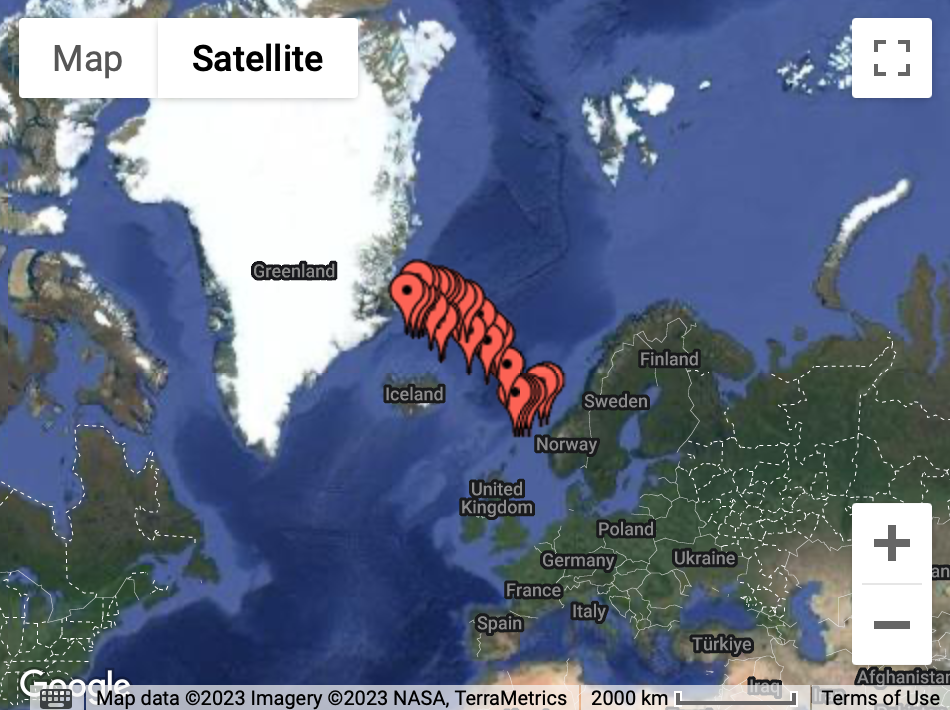 Map
Satellite
Greenland
Finland
Iceland
Sweden
Norway
United
Kingdom
Poland
Germany
Ukraine
France
Italy
Spain
Türkiye
Iraq
Afghanistan
Google
Map data ©2023 Imagery ©2023 NASA, TerraMetrics
2000 km
Terms of Use